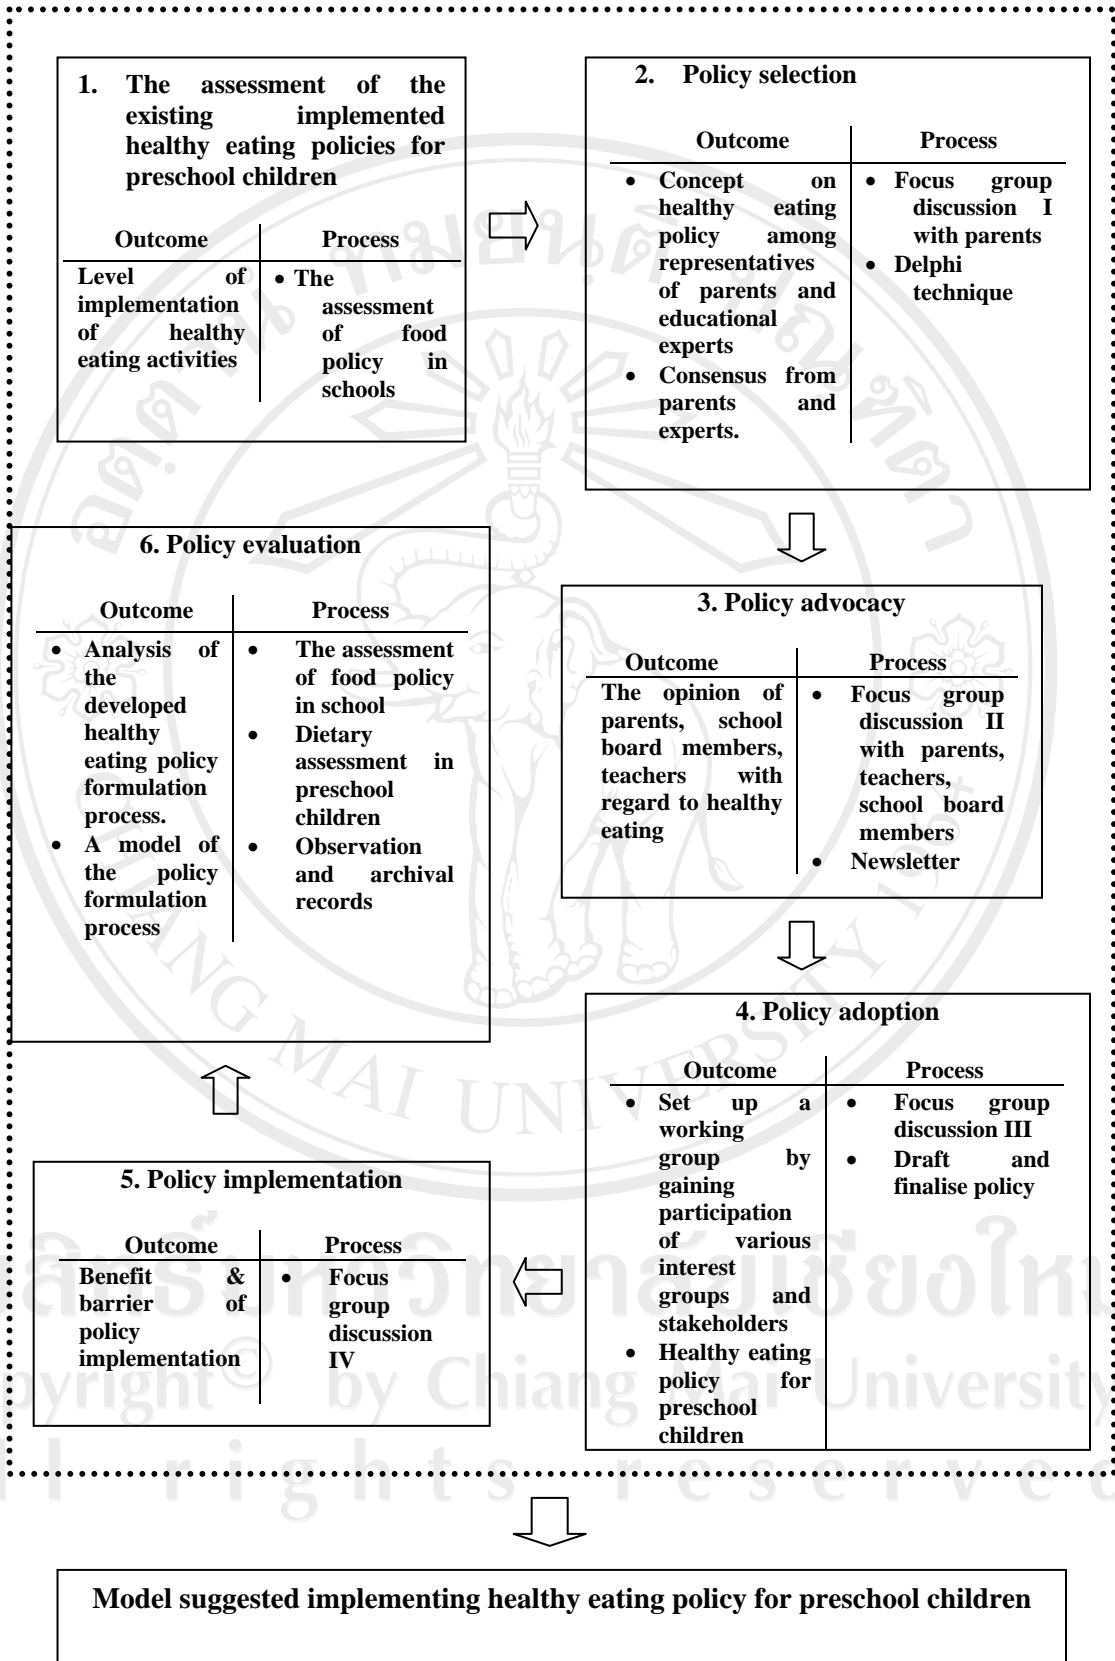 1. The assessment of the
existing implemented
healthy eating policies for
preschool children
Outcome Process
Level of
implementation
of healthy
eating activities
• The
assessment
of food
policy in
schools
2. Policy selection
Outcome Process
• Concept on
healthy eating
policy among
representatives
of parents and
educational
experts
• Consensus from
parents and
experts.
• Focus group
discussion I
with parents
• Delphi
technique
3. Policy advocacy
Outcome Process
The opinion of
parents, school
board members,
teachers with
regard to healthy
eating
• Focus group
discussion II
with parents,
teachers,
school board
members
• Newsletter
4. Policy adoption
Outcome Process
• Set up a
working
group by
gaining
participation
of various
interest
groups and
stakeholders
• Healthy eating
policy for
preschool
children
• Focus group
discussion III
• Draft and
finalise policy
5. Policy implementation
Outcome Process
Benefit &
barrier of
policy
implementation
• Focus
group
discussion
IV
6. Policy evaluation
Outcome Process
• Analysis of
the
developed
healthy
eating policy
formulation
process.
• A model of
the policy
formulation
process
• The assessment
of food policy
in school
• Dietary
assessment in
preschool
children
• Observation
and archival
records
Model suggested implementing healthy eating policy for preschool children
CHIANG MAI UNIVERSITY 1964
by Chiang Mai University
rights reserved